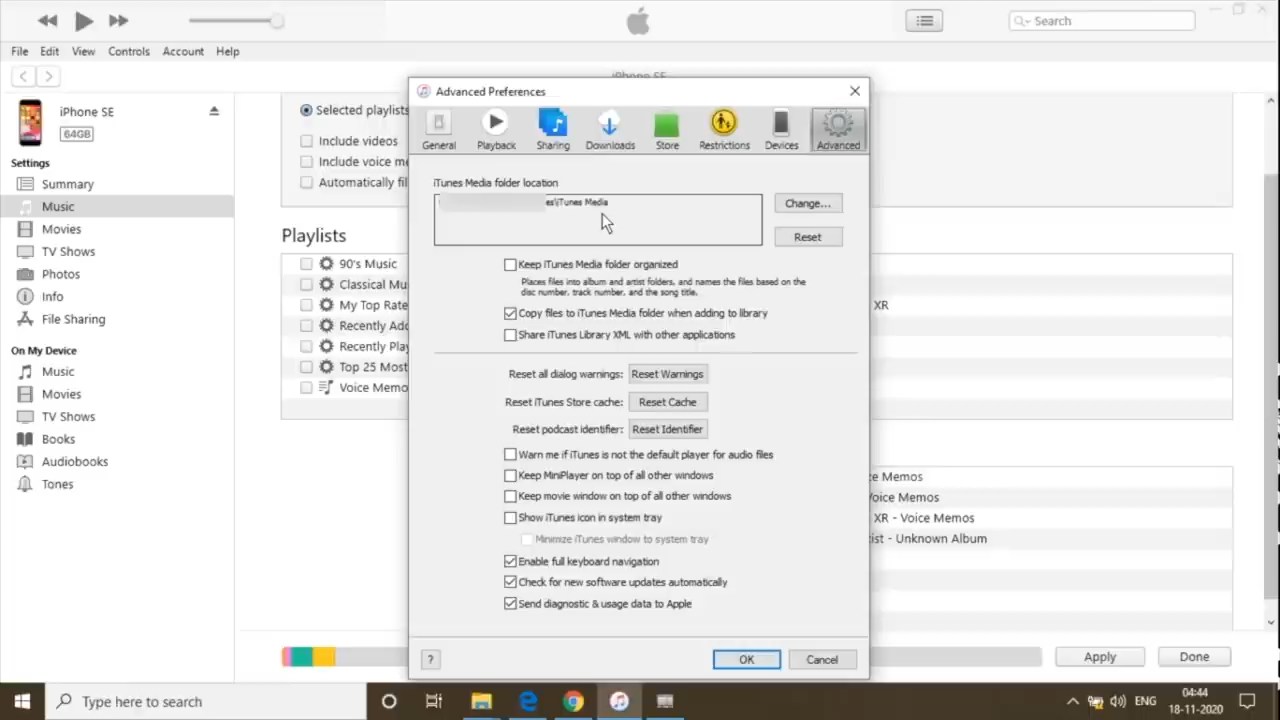 Search
File Edit View Controls Account Help
iPhone SE
Advanced Preferences
iPhone SE
64GB
Settings
Summary
Music
Movies
TV Shows
Photos
Info
File Sharing
On My Device
Music
Movies
TV Shows
Books
Audiobooks
Tones
Selected playlists
Include videos
Include voice me
Automatically fil
Playlists
90's Music
Classical Mu
My Top Rate
Recently Add
Recently Play
Top 25 Most
Voice Memo
General Playback Sharing Downloads Store Restrictions Devices Advanced
iTunes Media folder location
es\iTunes Media
Change...
Reset
Keep iTunes Media folder organized
Places files into album and artist folders, and names the files based on the
disc number, track number, and the song title.
Copy files to iTunes Media folder when adding to library
Share iTunes Library XML with other applications
Reset all dialog warnings: Reset Warnings
Reset iTunes Store cache: Reset Cache
Reset podcast identifier: Reset Identifier
Warn me if iTunes is not the default player for audio files
Keep MiniPlayer on top of all other windows
Keep movie window on top of all other windows
Show iTunes icon in system tray
Minimize iTunes window to system tray
Enable full keyboard navigation
Check for new software updates automatically
Send diagnostic & usage data to Apple
? OK Cancel
XR
ce Memos
Voice Memos
XR - Voice Memos
tist - Unknown Album
Apply Done
Type here to search
ENG
04:44
18-11-2020